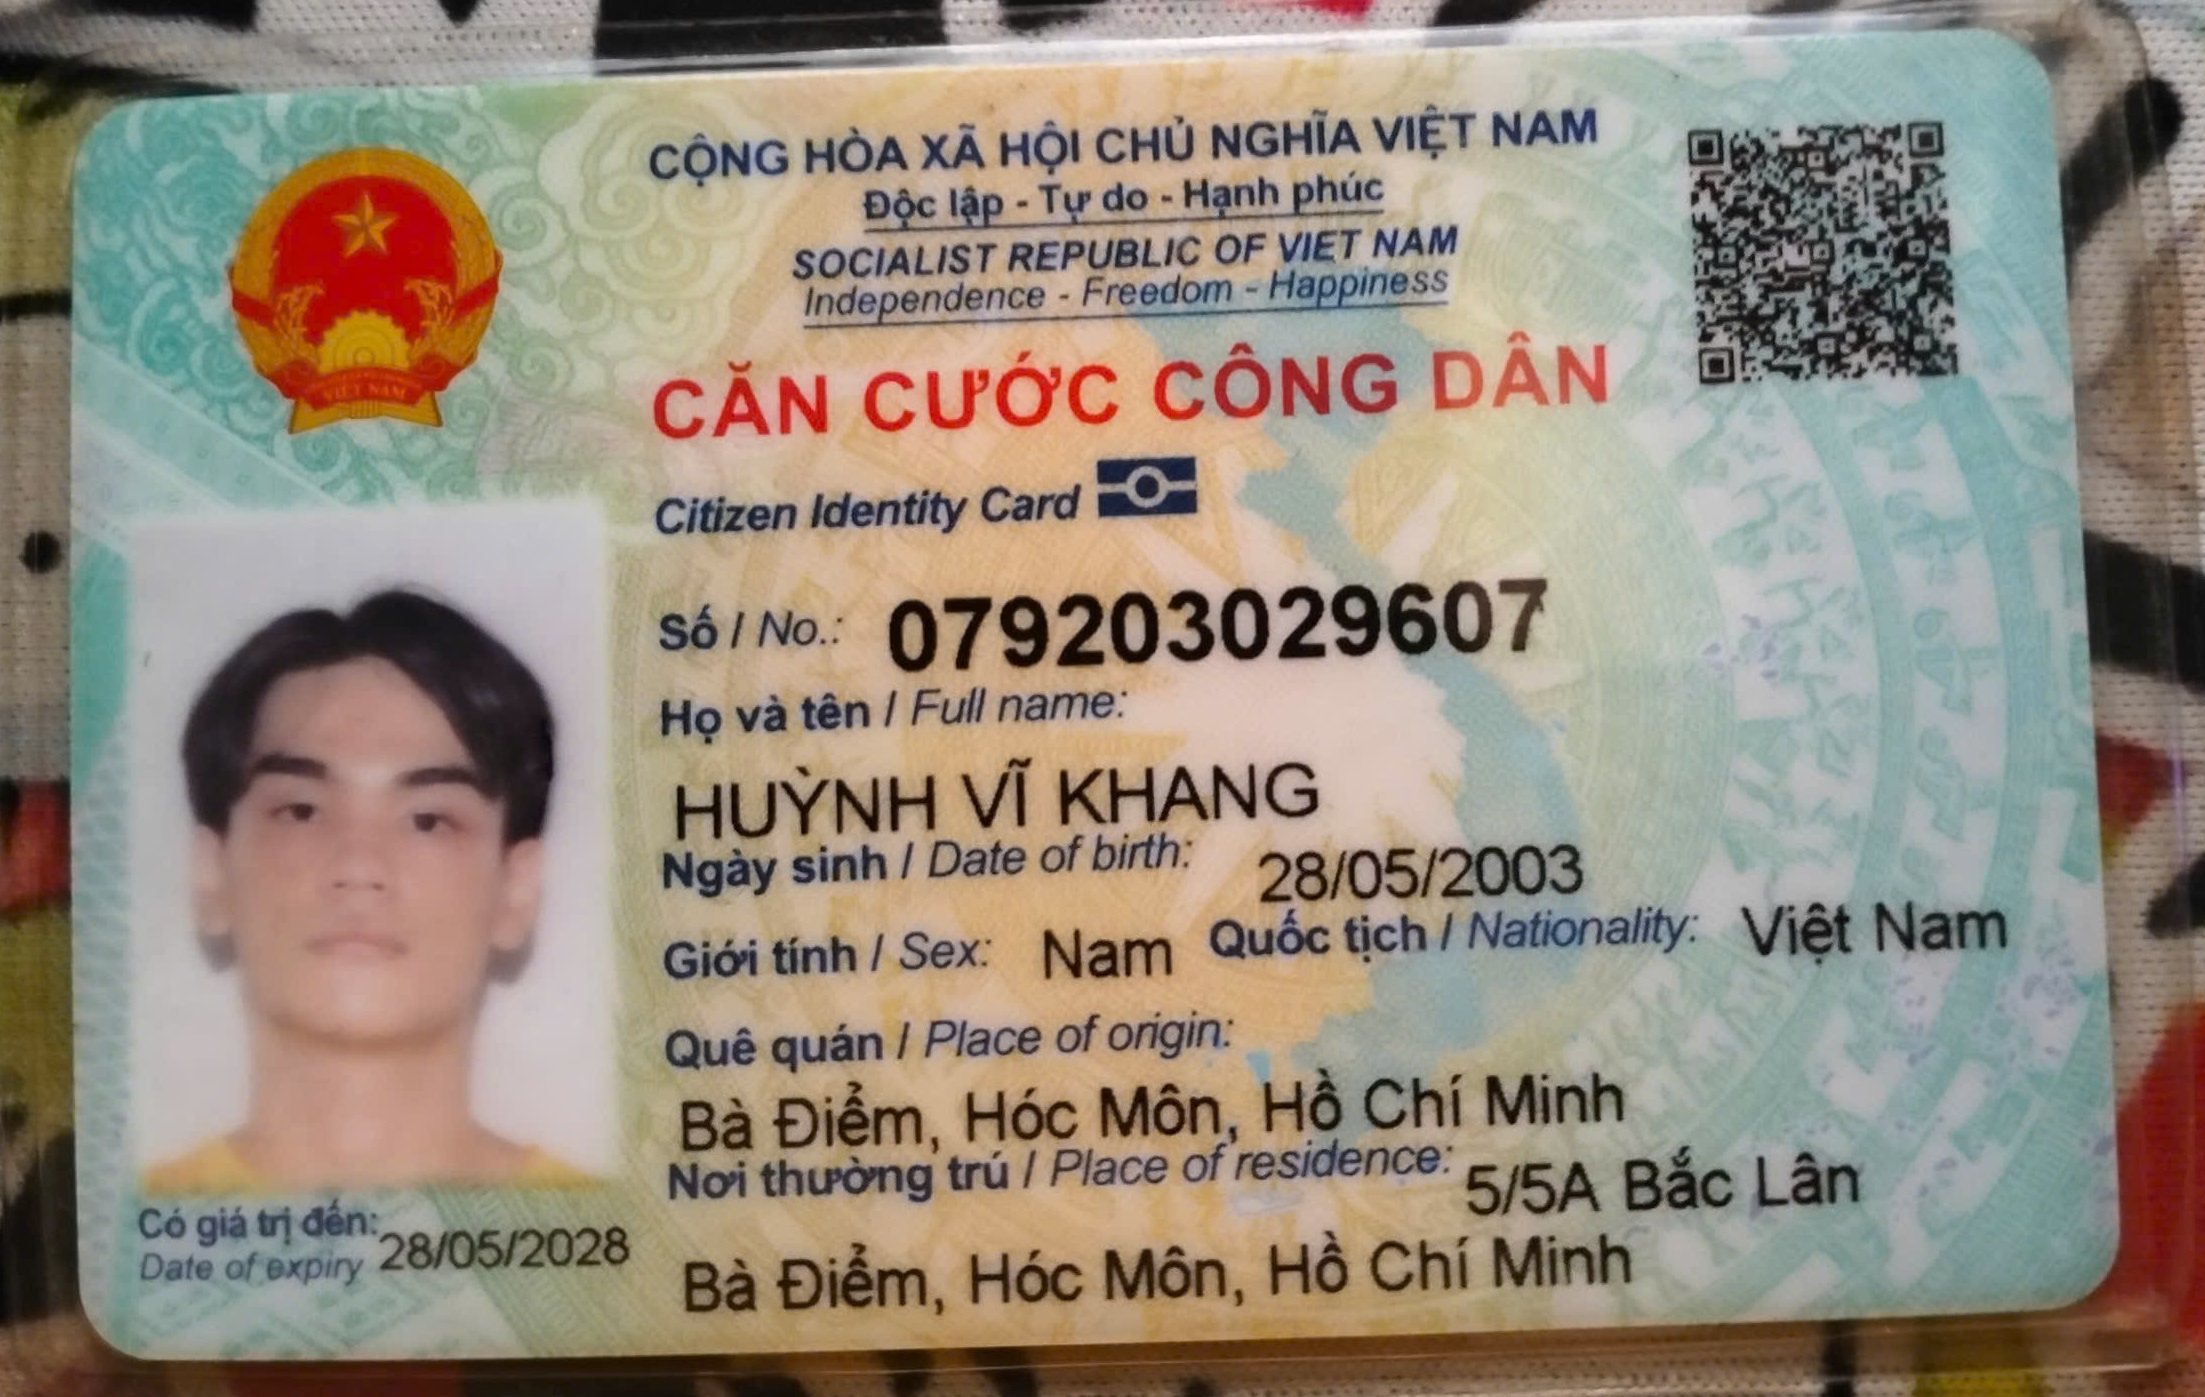 CỘNG HÒA XÃ HỘI CHỦ NGHĨA VIỆT NAM
Độc lập - Tự do - Hạnh phúc
SOCIALIST REPUBLIC OF VIET NAM
Independence - Freedom - Happiness
CĂN CƯỚC CÔNG DÂN
Citizen Identity Card
VIỆT NAM
Số / No.: 079203029607
Họ và tên / Full name:
HUỲNH VĨ KHANG
Ngày sinh / Date of birth: 28/05/2003
Giới tính / Sex: Nam Quốc tịch / Nationality: Việt Nam
Quê quán / Place of origin:
Bà Điểm, Hóc Môn, Hồ Chí Minh
Nơi thường trú / Place of residence: 5/5A Bắc Lân
Bà Điểm, Hóc Môn, Hồ Chí Minh
Có giá trị đến: 28/05/2028
Date of expiry